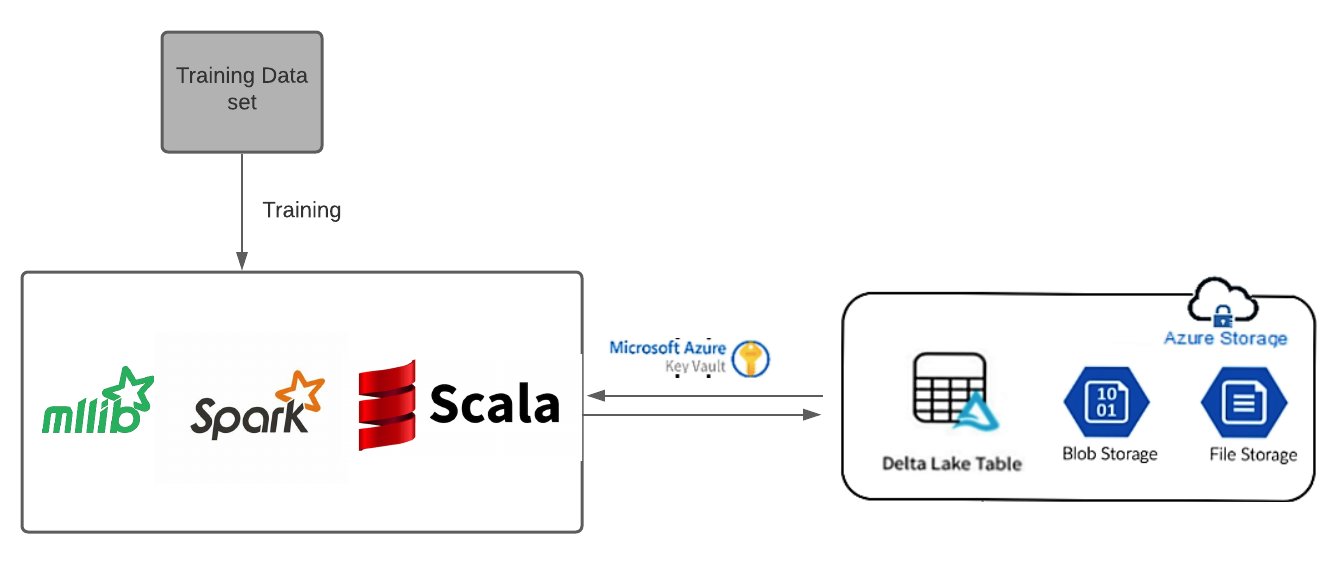 Training Data
set
Training
mllib
Spark
Scala
Microsoft Azure
Key Vault
Azure Storage
10
01
Delta Lake Table
Blob Storage
File Storage